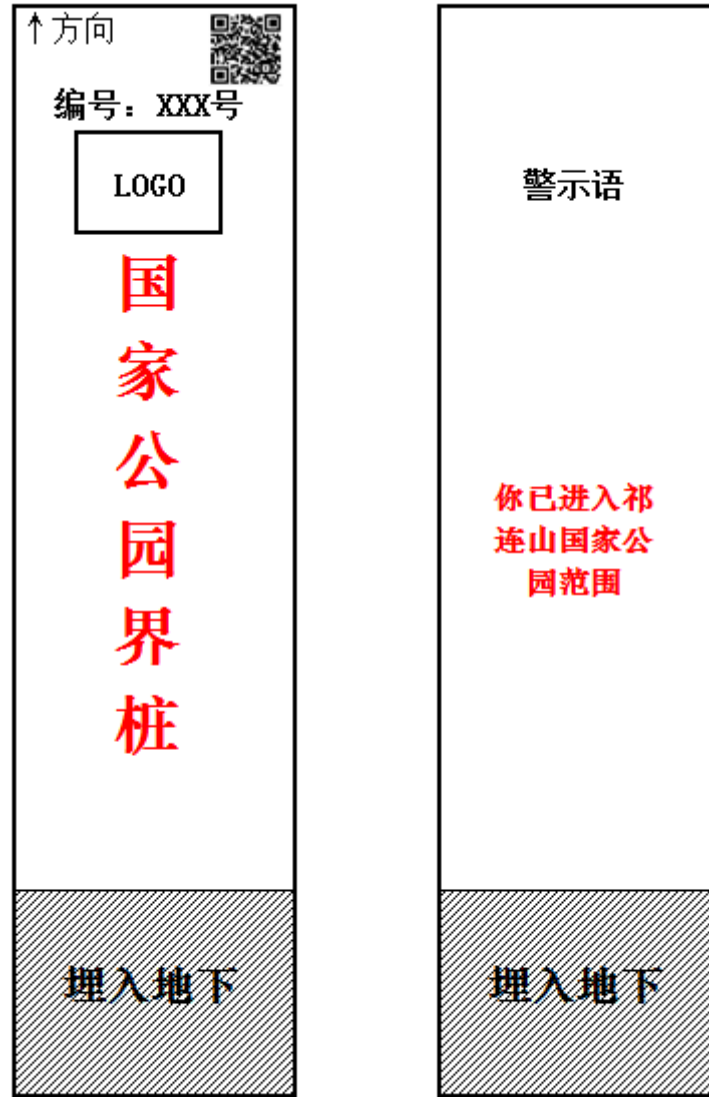 ↑方向
编号：XXX号
LOGO
国
家
公
园
界
桩
埋入地下
警示语
你已进入祁
连山国家公
园范围
埋入地下